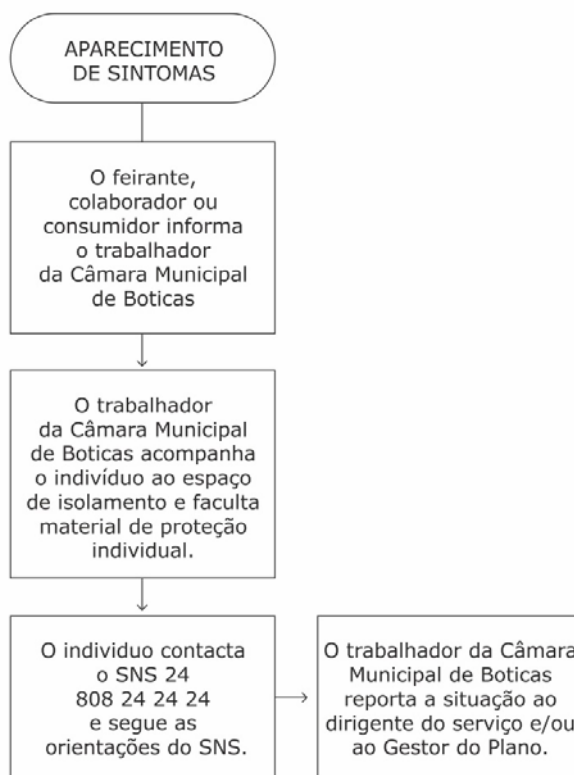 APARECIMENTO
DE SINTOMAS
O feirante,
colaborador ou
consumidor informa
o trabalhador
da Câmara Municipal
de Boticas
O trabalhador
da Câmara Municipal
de Boticas acompanha
o indivíduo ao espaço
de isolamento e faculta
material de proteção
individual.
O individuo contacta
o SNS 24
808 24 24 24
e segue as
orientações do SNS.
O trabalhador da Câmara
Municipal de Boticas
reporta a situação ao
dirigente do serviço e/ou
ao Gestor do Plano.